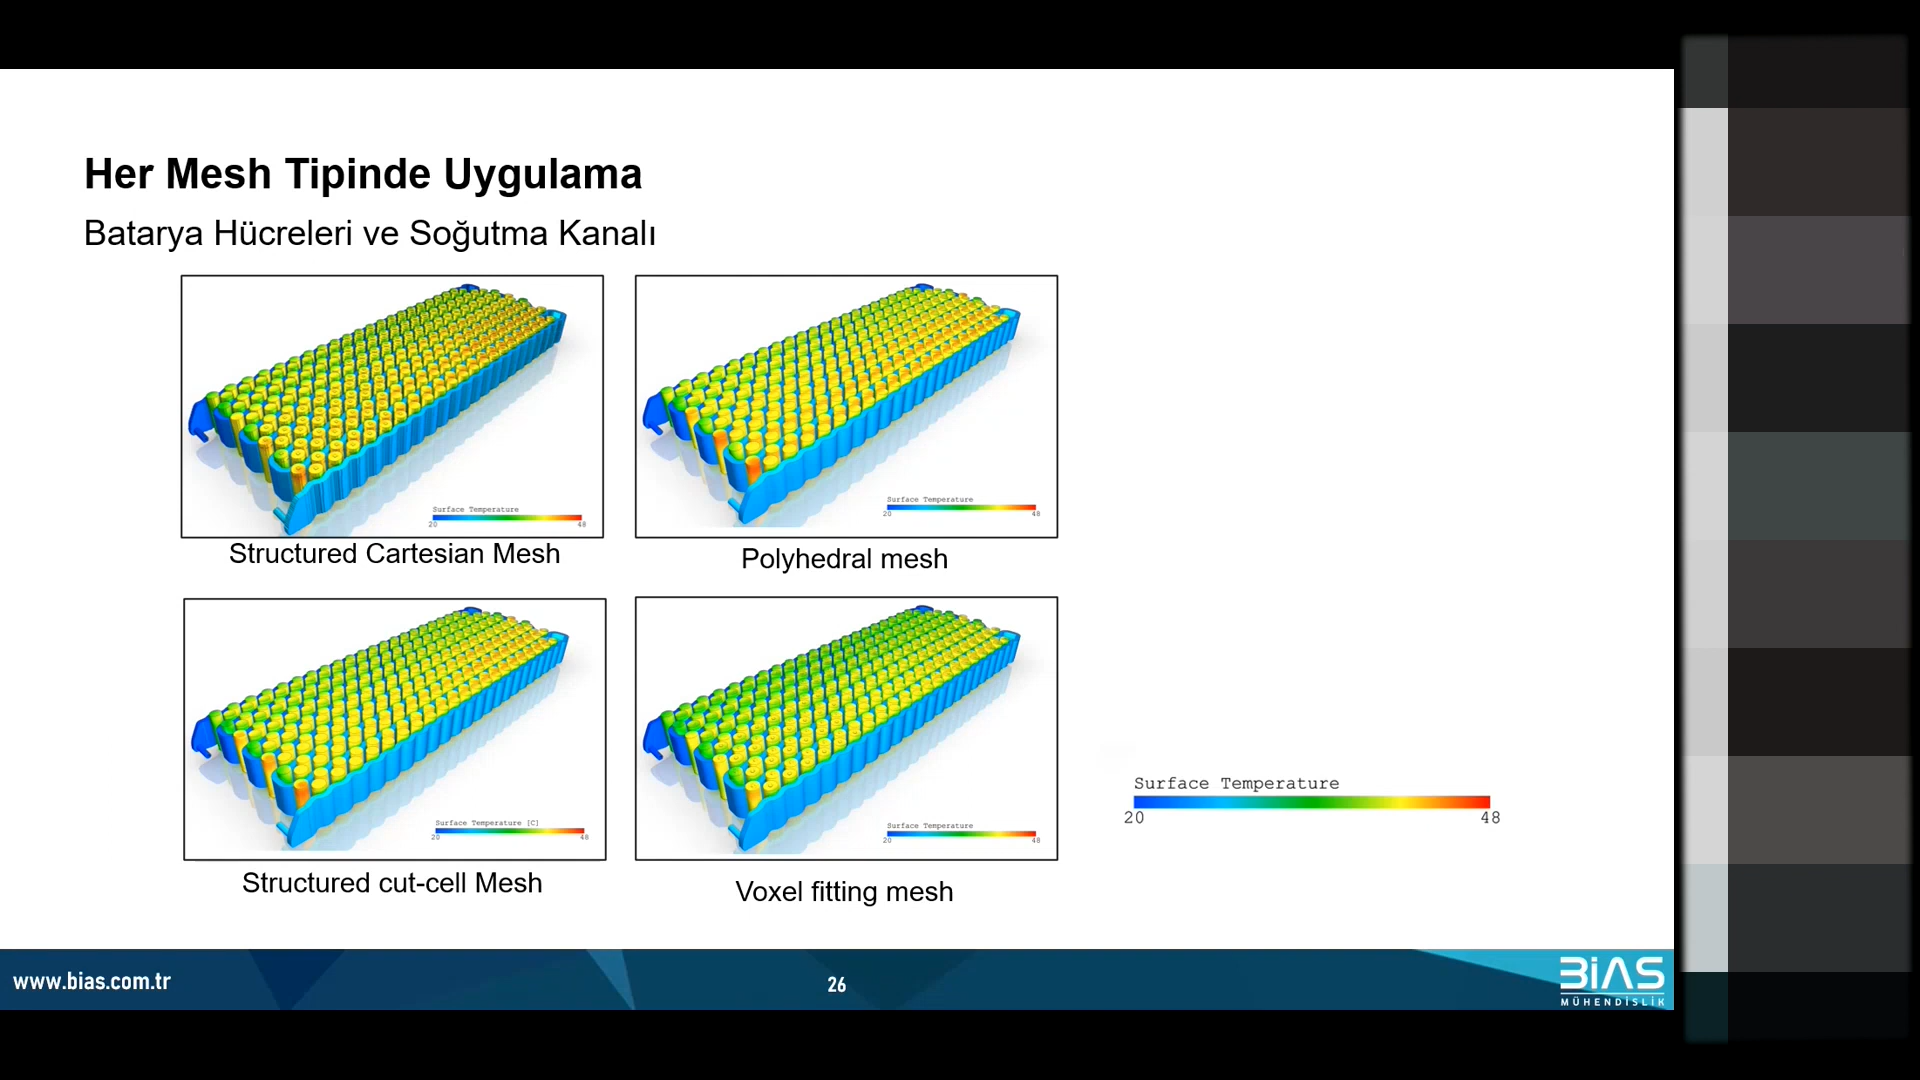 Her Mesh Tipinde Uygulama
Batarya Hücreleri ve Soğutma Kanalı
Surface Temperature
20 48
Structured Cartesian Mesh
Surface Temperature
20 48
Polyhedral mesh
Surface Temperature [C]
20 48
Structured cut-cell Mesh
Surface Temperature
20 48
Voxel fitting mesh
Surface Temperature
20 48
www.bias.com.tr
26
BİAS
MÜHENDİSLİK